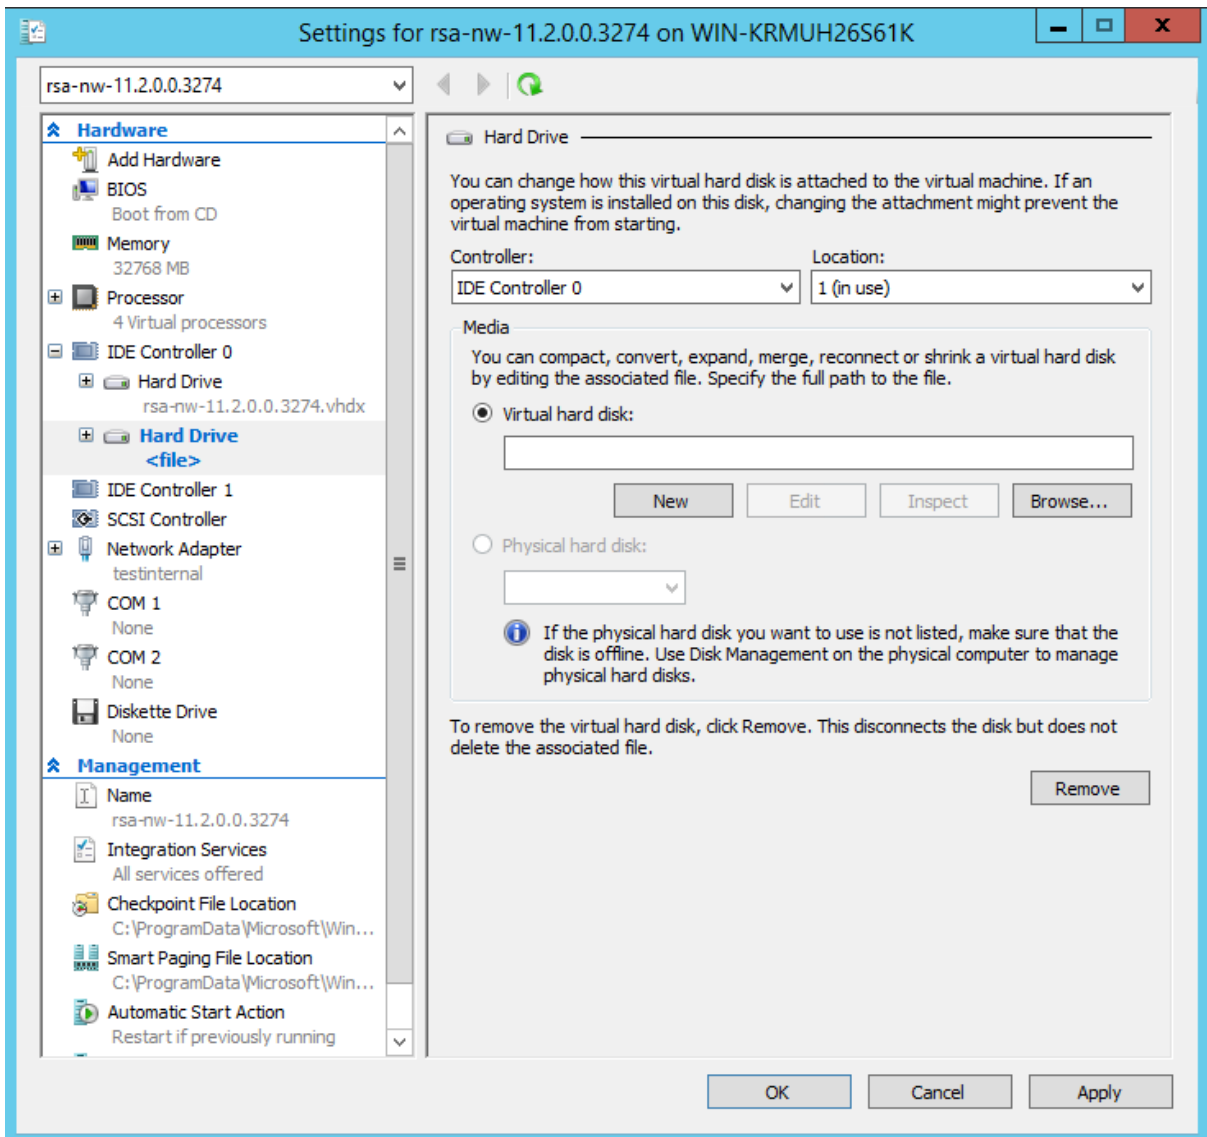 Settings for rsa-nw-11.2.0.0.3274 on WIN-KRMUH26S61K
rsa-nw-11.2.0.0.3274
Hardware
Add Hardware
BIOS
Boot from CD
Memory
32768 MB
Processor
4 Virtual processors
IDE Controller 0
Hard Drive
rsa-nw-11.2.0.0.3274.vhdx
Hard Drive
<file>
IDE Controller 1
SCSI Controller
Network Adapter
testinternal
COM 1
None
COM 2
None
Diskette Drive
None
Management
Name
rsa-nw-11.2.0.0.3274
Integration Services
All services offered
Checkpoint File Location
C:\ProgramData\Microsoft\Win...
Smart Paging File Location
C:\ProgramData\Microsoft\Win...
Automatic Start Action
Restart if previously running
Hard Drive
You can change how this virtual hard disk is attached to the virtual machine. If an
operating system is installed on this disk, changing the attachment might prevent the
virtual machine from starting.
Controller: Location:
IDE Controller 0 1 (in use)
Media
You can compact, convert, expand, merge, reconnect or shrink a virtual hard disk
by editing the associated file. Specify the full path to the file.
Virtual hard disk:
New Edit Inspect Browse...
Physical hard disk:
If the physical hard disk you want to use is not listed, make sure that the
disk is offline. Use Disk Management on the physical computer to manage
physical hard disks.
To remove the virtual hard disk, click Remove. This disconnects the disk but does not
delete the associated file.
Remove
OK Cancel Apply